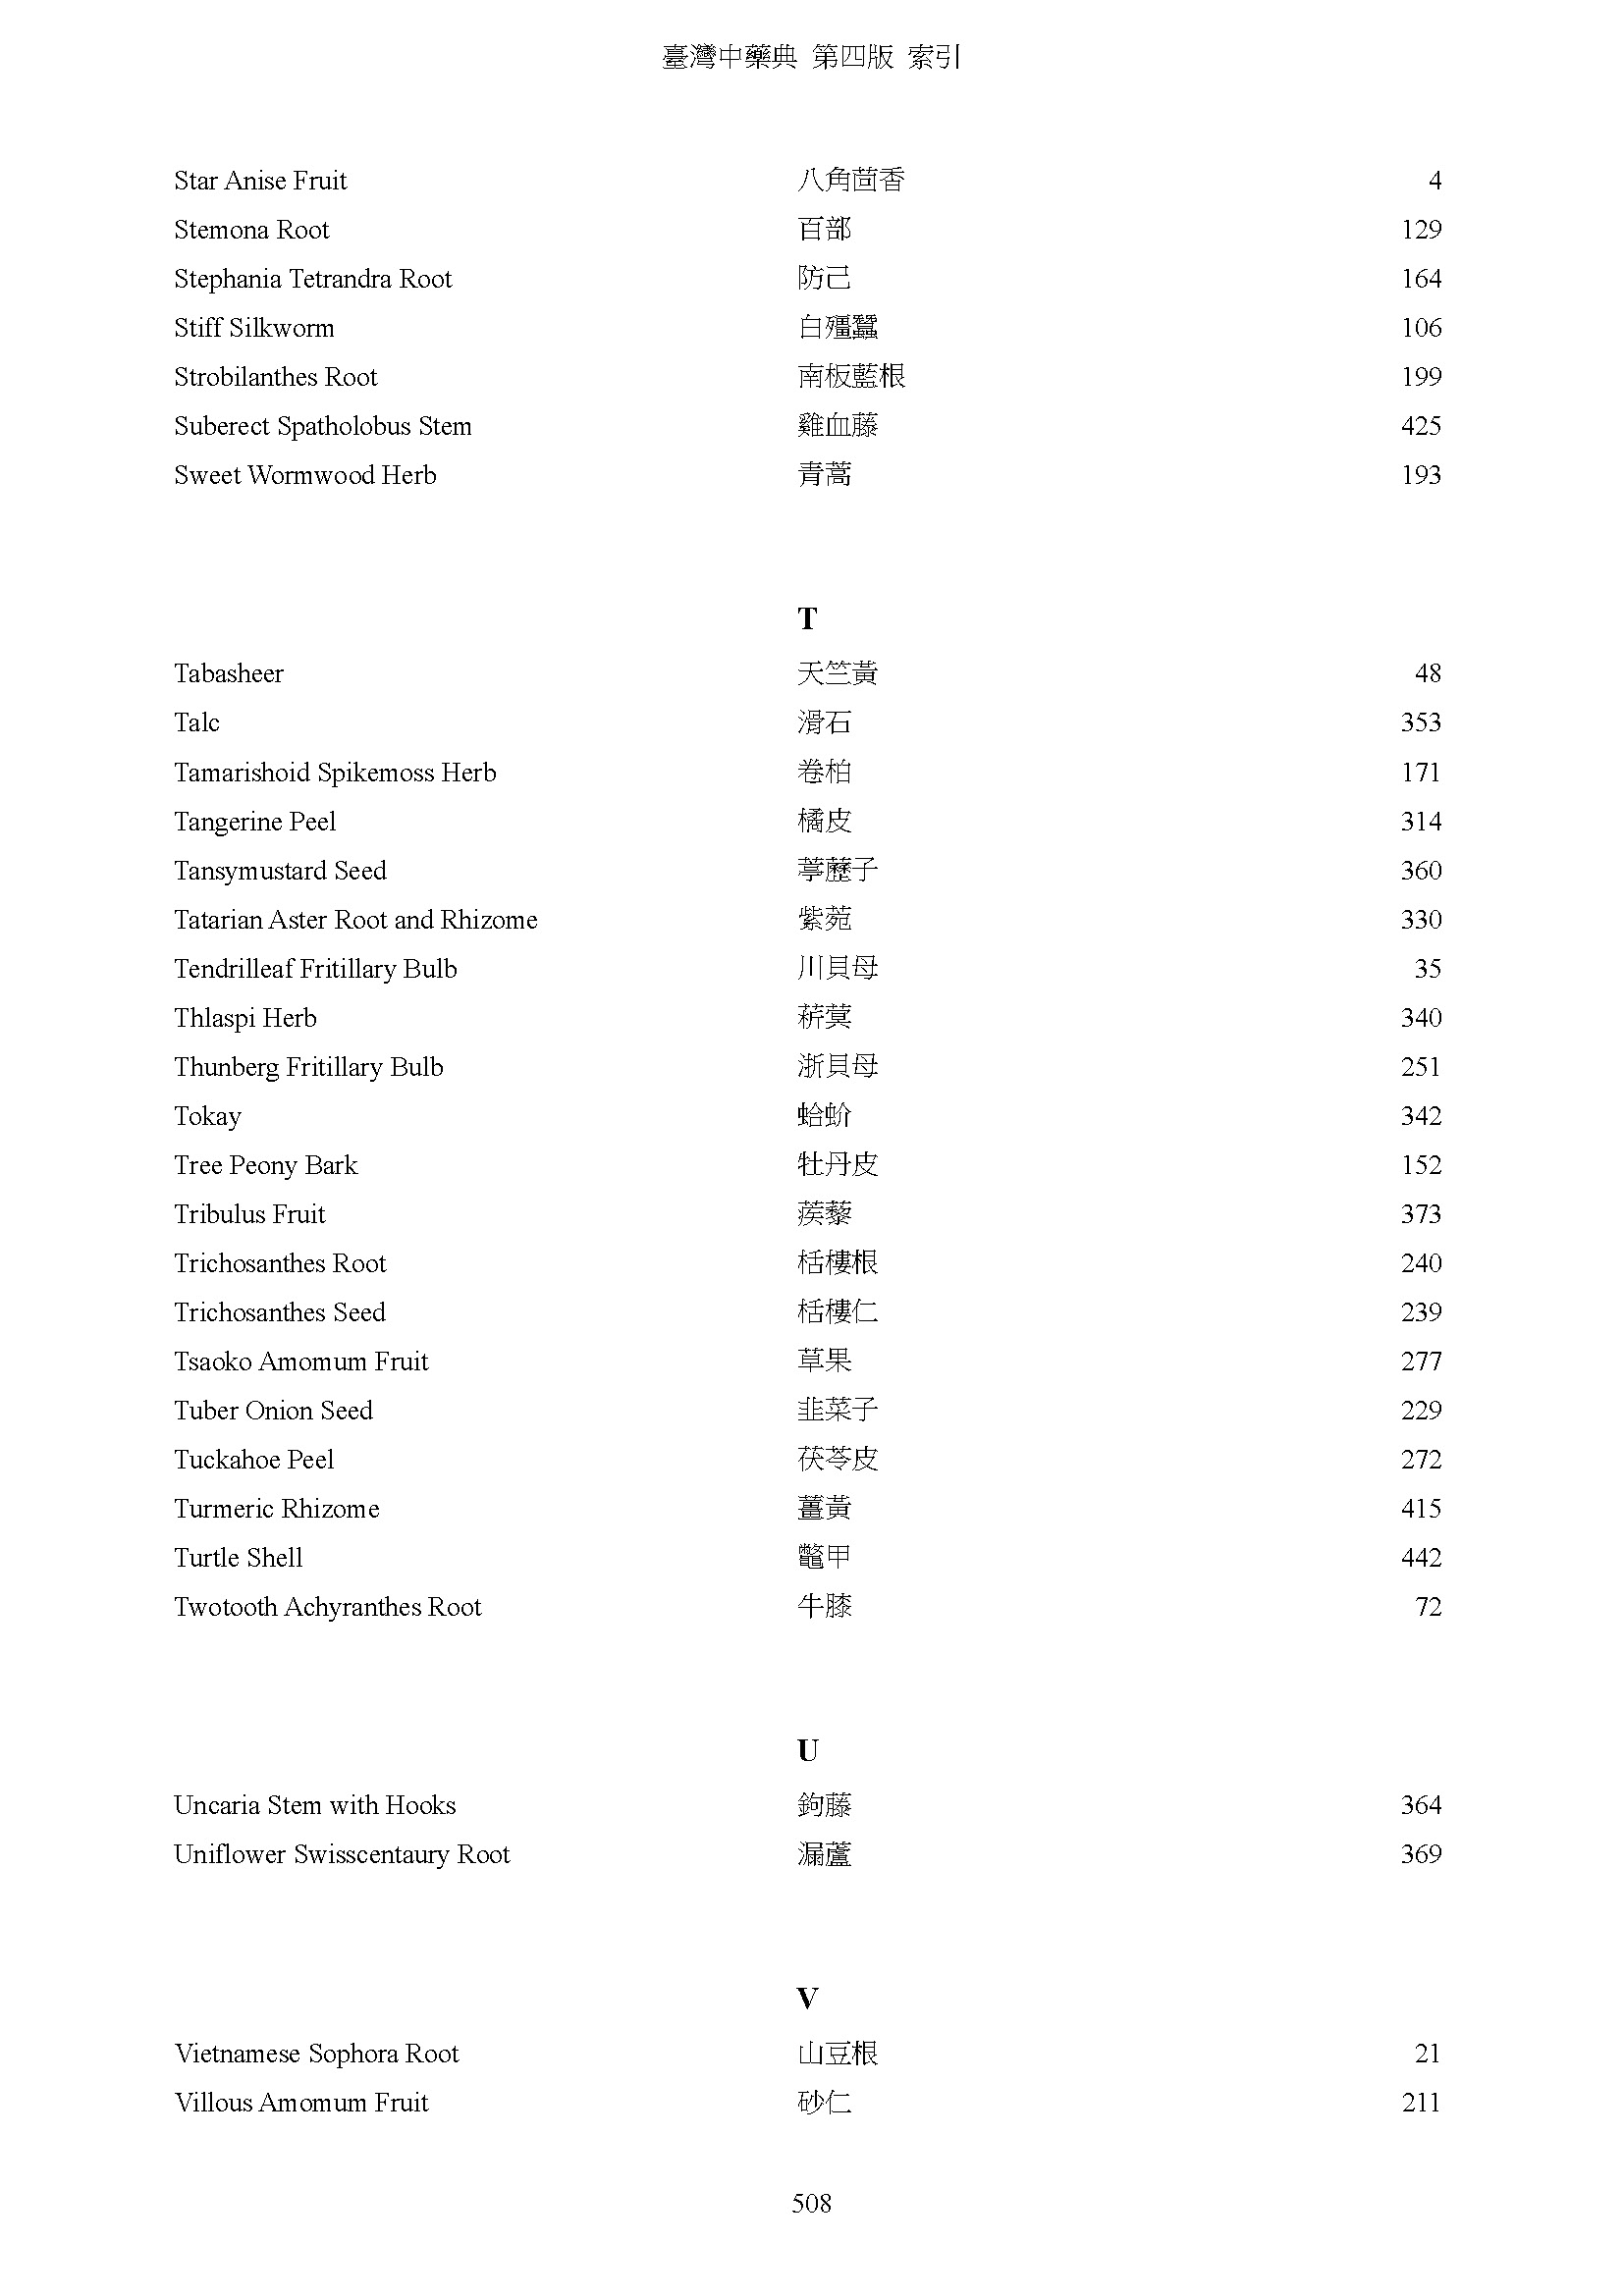 臺灣中藥典 第四版 索引
Star Anise Fruit 八角茴香 4
Stemona Root 百部 129
Stephania Tetrandra Root 防己 164
Stiff Silkworm 白殭蠶 106
Strobilanthes Root 南板藍根 199
Suberect Spatholobus Stem 雞血藤 425
Sweet Wormwood Herb 青蒿 193
T
Tabasheer 天竺黃 48
Talc 滑石 353
Tamarishoid Spikemoss Herb 卷柏 171
Tangerine Peel 橘皮 314
Tansymustard Seed 葶藶子 360
Tatarian Aster Root and Rhizome 紫菀 330
Tendrilleaf Fritillary Bulb 川貝母 35
Thlaspi Herb 菥蓂 340
Thunberg Fritillary Bulb 浙貝母 251
Tokay 蛤蚧 342
Tree Peony Bark 牡丹皮 152
Tribulus Fruit 蒺藜 373
Trichosanthes Root 栝樓根 240
Trichosanthes Seed 栝樓仁 239
Tsaoko Amomum Fruit 草果 277
Tuber Onion Seed 韭菜子 229
Tuckahoe Peel 茯苓皮 272
Turmeric Rhizome 薑黃 415
Turtle Shell 鼈甲 442
Twotooth Achyranthes Root 牛膝 72
U
Uncaria Stem with Hooks 鉤藤 364
Uniflower Swisscentaury Root 漏蘆 369
V
Vietnamese Sophora Root 山豆根 21
Villous Amomum Fruit 砂仁 211
508